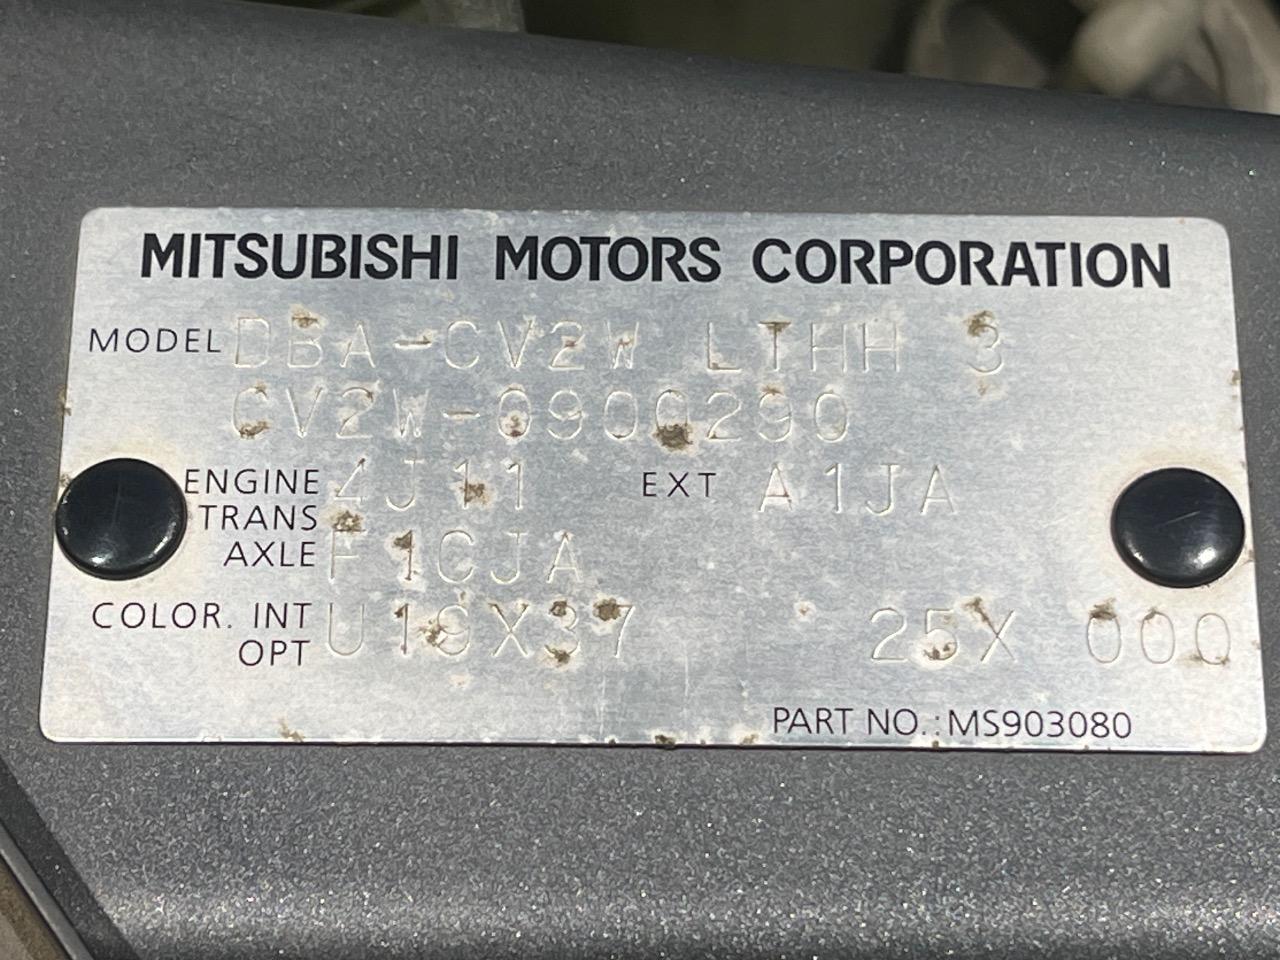 MITSUBISHI MOTORS CORPORATION
MODEL DBA-CV2W LTHH 3
CV2W-0900290
ENGINE 4J11 EXT A1JA
TRANS
AXLE F1CJA
COLOR. INT
OPT U19X37 25X 000
PART NO.:MS903080